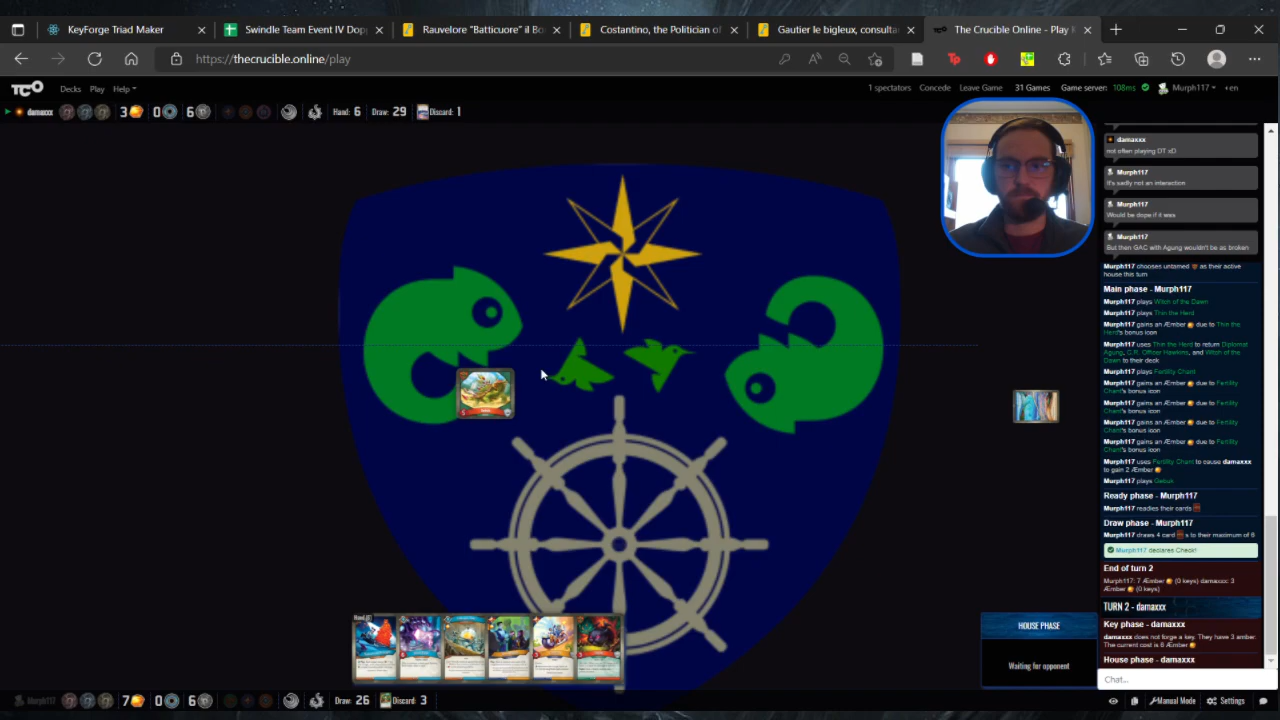 KeyForge Triad Maker
Swindle Team Event IV Dopp
Rauvelore "Batticuore" il Bo
Costantino, the Politician of
Gautier le bigleux, consulta
The Crucible Online - Play
https://thecrucible.online/play
TCO
Decks Play Help
1 spectators Concede Leave Game 31 Games Game server: 108ms Murph117 en
damaxxx 3 0 6 Hand: 6 Draw: 29 Discard: 1
damaxxx
not often playing DT xD
Murph117
It's sadly not an interaction
Murph117
Would be dope if it was
Murph117
But then GAC with Agung wouldn't be as broken
Murph117 chooses untamed as their active
house this turn
Main phase - Murph117
Murph117 plays Witch of the Dawn
Murph117 plays Thin the Herd
Murph117 gains an Æmber due to Thin the
Herd's bonus icon
Murph117 uses Thin the Herd to return Diplomat
Agung, C.R. Officer Hawkins, and Witch of the
Dawn to their deck
Murph117 plays Fertility Chant
Murph117 gains an Æmber due to Fertility
Chant's bonus icon
Murph117 gains an Æmber due to Fertility
Chant's bonus icon
Murph117 gains an Æmber due to Fertility
Chant's bonus icon
Murph117 gains an Æmber due to Fertility
Chant's bonus icon
Murph117 uses Fertility Chant to cause damaxxx
to gain 2 Æmber
Murph117 plays
Ready phase - Murph117
Murph117 readies their cards
Draw phase - Murph117
Murph117 draws 4 card s to their maximum of 6
Murph117 declares Check!
End of turn 2
Murph117: 7 Æmber (0 keys) damaxxx: 3
Æmber (0 keys)
TURN 2 - damaxxx
Key phase - damaxxx
damaxxx does not forge a key. They have 3 amber.
The current cost is 6 Æmber
House phase - damaxxx
HOUSE PHASE
Waiting for opponent
Chat...
Murph117 7 0 6 Draw: 26 Discard: 3
Manual Mode Settings